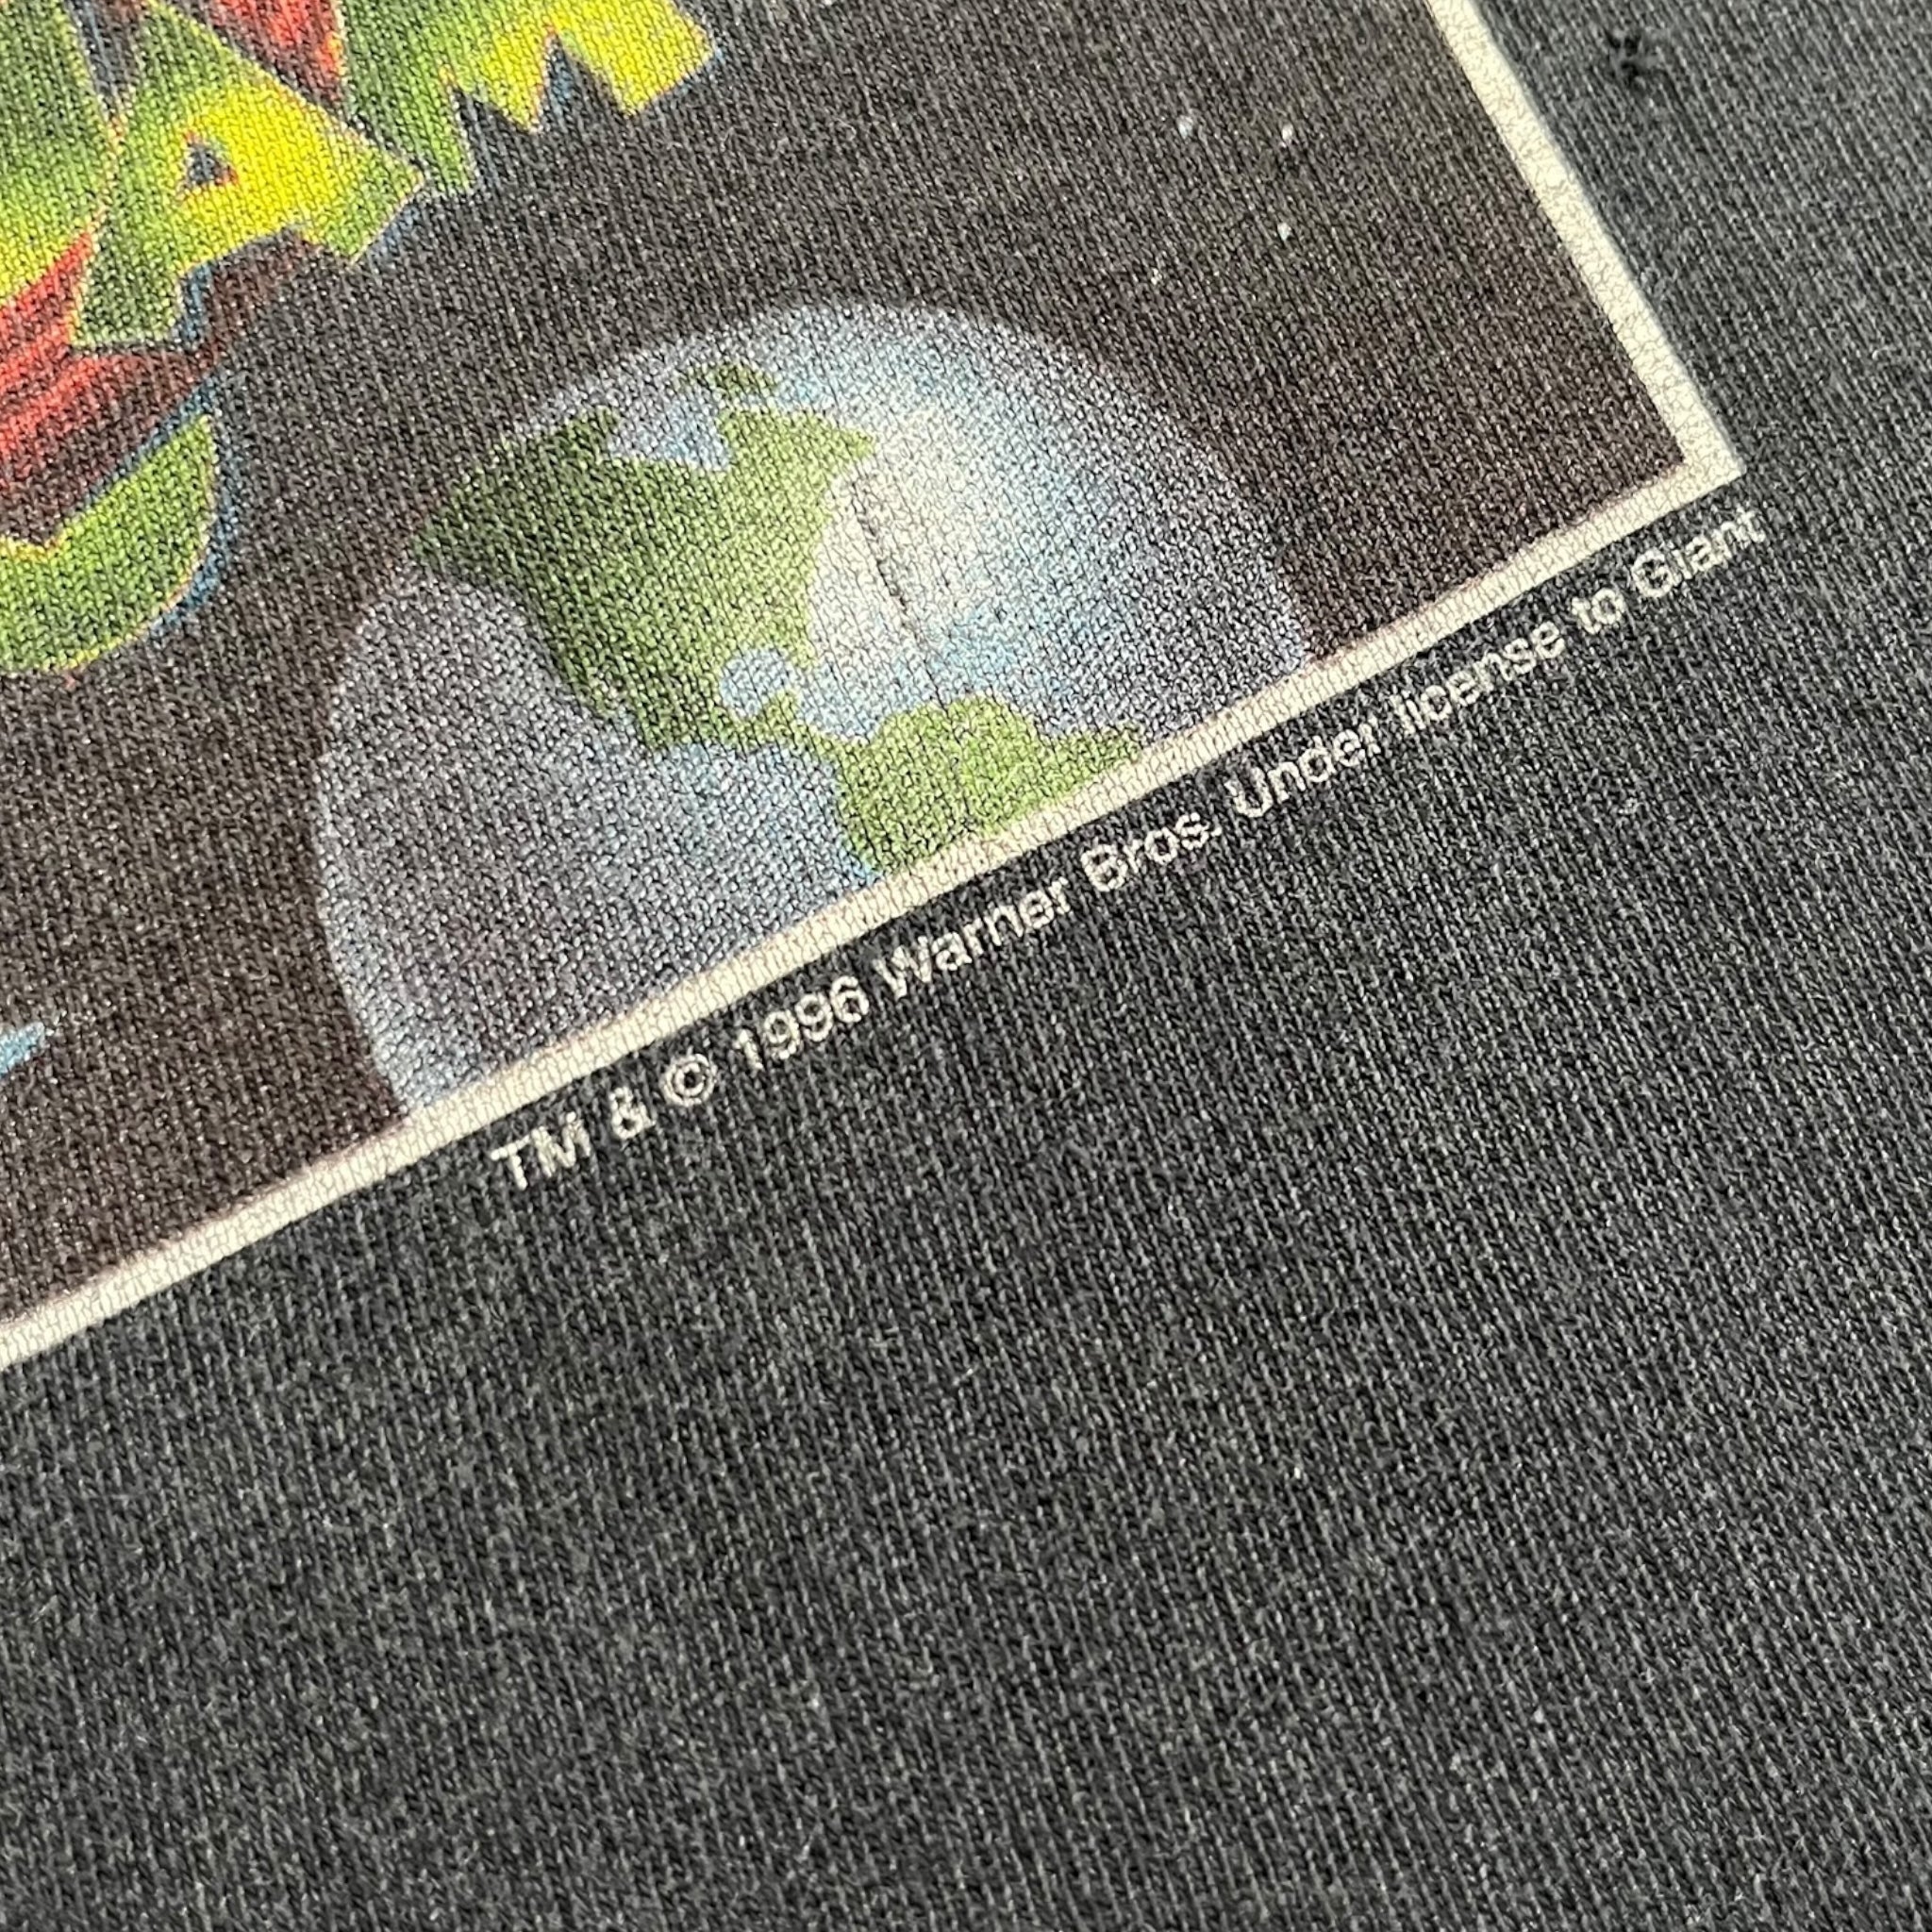 TM & © 1996 Warner Bros. Under license to Giant